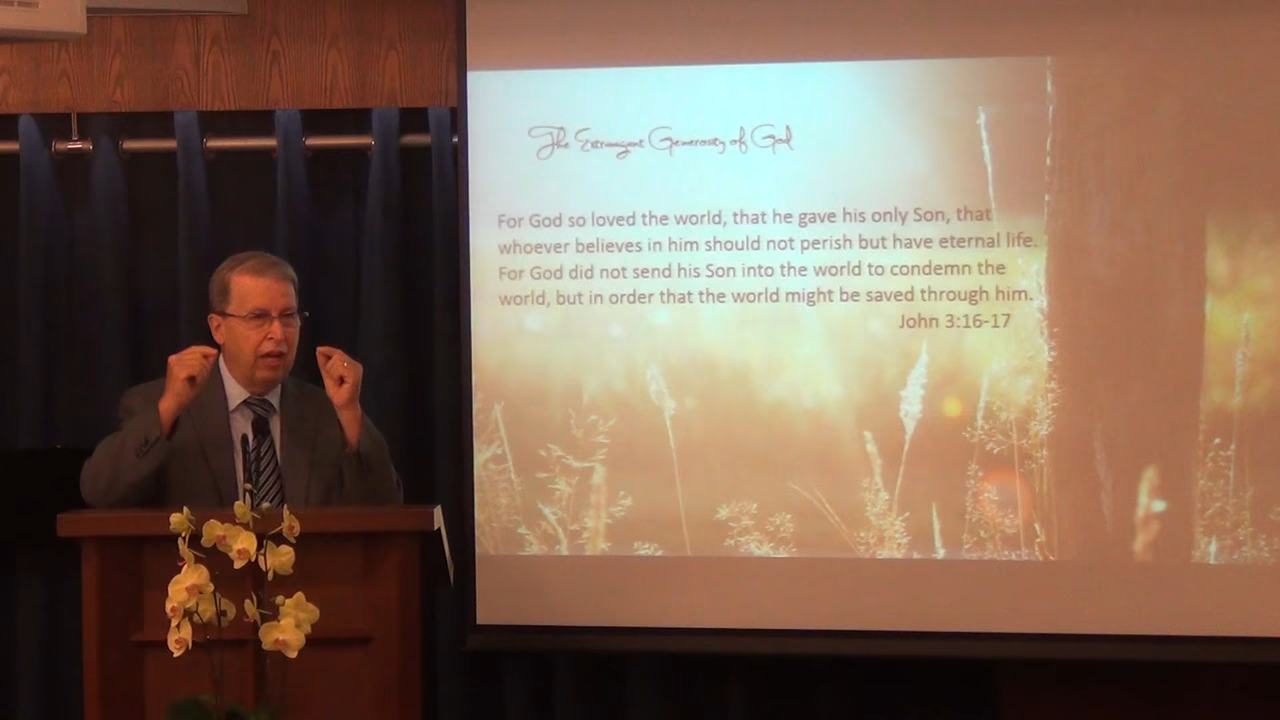 The Extravagant Generosity of God
For God so loved the world, that he gave his only Son, that
whoever believes in him should not perish but have eternal life.
For God did not send his Son into the world to condemn the
world, but in order that the world might be saved through him.
John 3:16-17